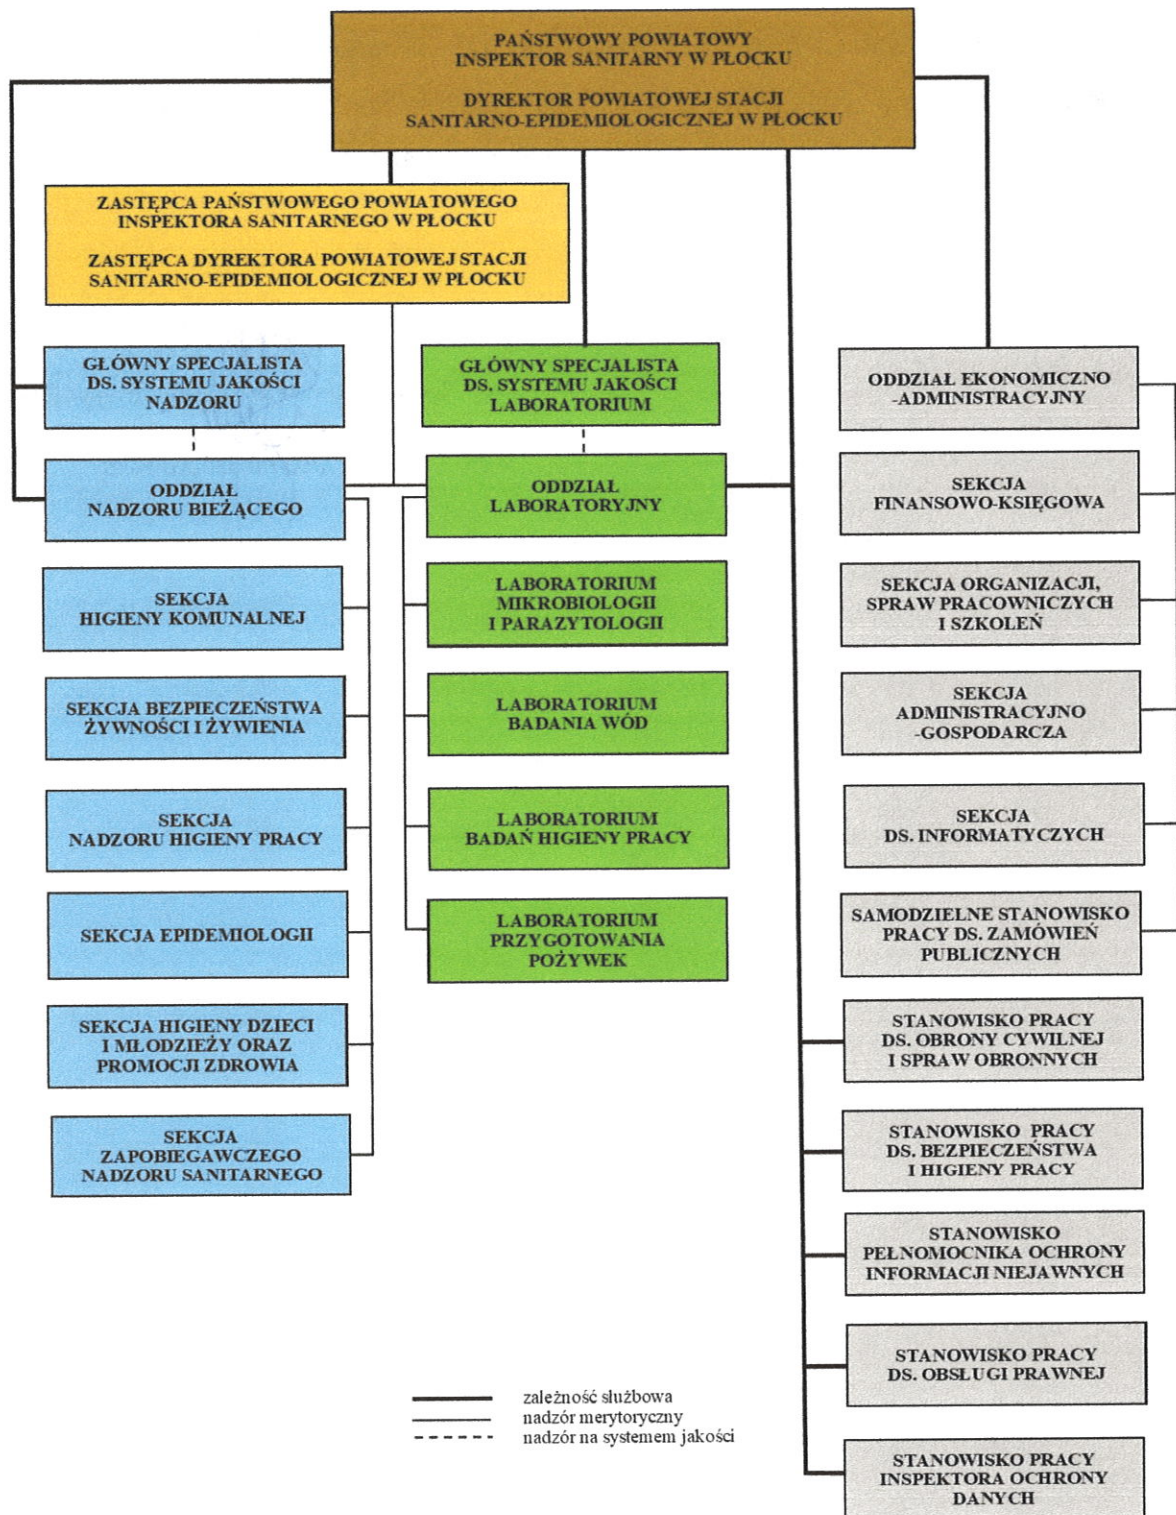 PAŃSTWOWY POWIATOWY
INSPEKTOR SANITARNY W PŁOCKU
DYREKTOR POWIATOWEJ STACJI
SANITARNO-EPIDEMIOLOGICZNEJ W PŁOCKU
ZASTĘPCA PAŃSTWOWEGO POWIATOWEGO
INSPEKTORA SANITARNEGO W PŁOCKU
ZASTĘPCA DYREKTORA POWIATOWEJ STACJI
SANITARNO-EPIDEMIOLOGICZNEJ W PŁOCKU
GŁÓWNY SPECJALISTA
DS. SYSTEMU JAKOŚCI
NADZORU
ODDZIAŁ
NADZORU BIEŻĄCEGO
SEKCJA
HIGIENY KOMUNALNEJ
SEKCJA BEZPIECZEŃSTWA
ŻYWNOŚCI I ŻYWIENIA
SEKCJA
NADZORU HIGIENY PRACY
SEKCJA EPIDEMIOLOGII
SEKCJA HIGIENY DZIECI
I MŁODZIEŻY ORAZ
PROMOCJI ZDROWIA
SEKCJA
ZAPOBIEGAWCZEGO
NADZORU SANITARNEGO
GŁÓWNY SPECJALISTA
DS. SYSTEMU JAKOŚCI
LABORATORIUM
ODDZIAŁ
LABORATORYJNY
LABORATORIUM
MIKROBIOLOGII
I PARAZYTOLOGII
LABORATORIUM
BADANIA WÓD
LABORATORIUM
BADAŃ HIGIENY PRACY
LABORATORIUM
PRZYGOTOWANIA
POŻYWEK
ODDZIAŁ EKONOMICZNO
-ADMINISTRACYJNY
SEKCJA
FINANSOWO-KSIĘGOWA
SEKCJA ORGANIZACJI,
SPRAW PRACOWNICZYCH
I SZKOLEŃ
SEKCJA
ADMINISTRACYJNO
-GOSPODARCZA
SEKCJA
DS. INFORMATYCZYCH
SAMODZIELNE STANOWISKO
PRACY DS. ZAMÓWIEŃ
PUBLICZNYCH
STANOWISKO PRACY
DS. OBRONY CYWILNEJ
I SPRAW OBRONNYCH
STANOWISKO PRACY
DS. BEZPIECZEŃSTWA
I HIGIENY PRACY
STANOWISKO
PEŁNOMOCNIKA OCHRONY
INFORMACJI NIEJAWNYCH
STANOWISKO PRACY
DS. OBSŁUGI PRAWNEJ
STANOWISKO PRACY
INSPEKTORA OCHRONY
DANYCH
zależność służbowa
nadzór merytoryczny
nadzór na systemem jakości